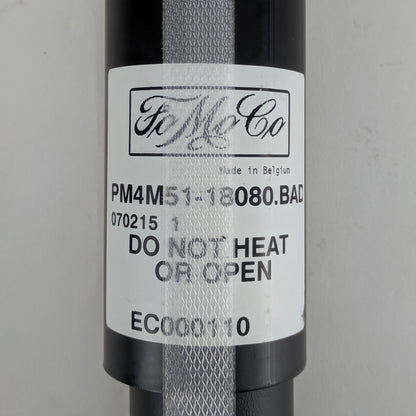 FoMoCo
Made in Belgium
PM4M51-18080.BAD
070215 1
DO NOT HEAT
OR OPEN
EC000110